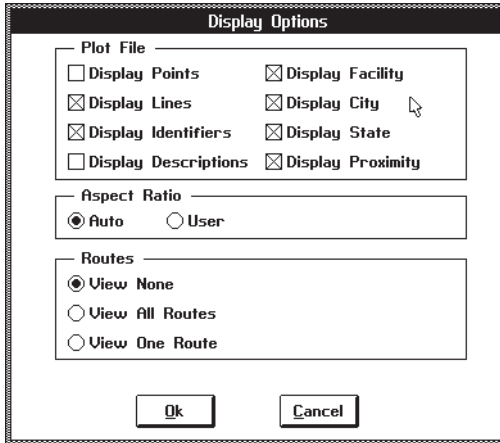 Display Options
Plot File
Display Points Display Facility
Display Lines Display City
Display Identifiers Display State
Display Descriptions Display Proximity
Aspect Ratio
Auto User
Routes
View None
View All Routes
View One Route
Ok Cancel